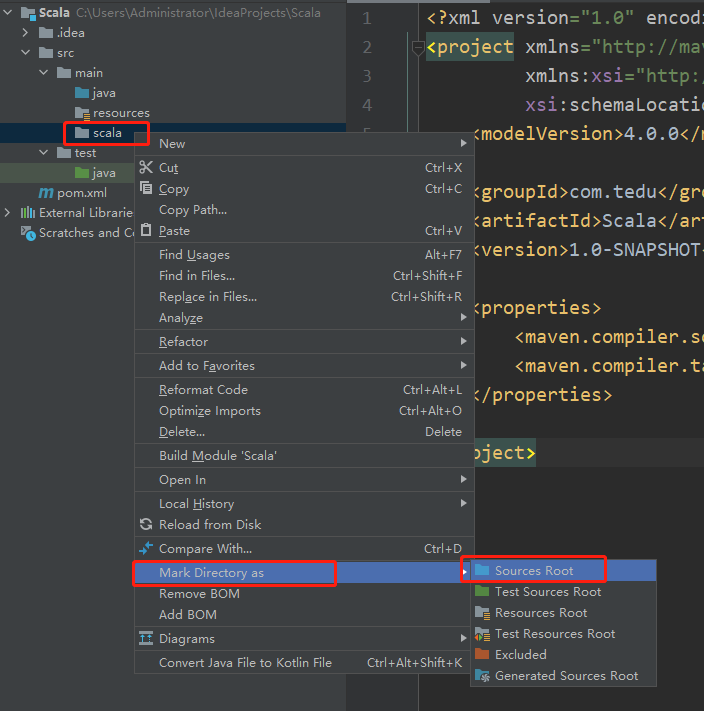 Scala C:\Users\Administrator\IdeaProjects\Scala
.idea
src
main
java
resources
scala
test
java
pom.xml
External Librarie
Scratches and Co
1
2
3
4
<?xml version="1.0" encodi
<project xmlns="http://mav
xmlns:xsi="http:
xsi:schemaLocatio
<modelVersion>4.0.0</
<groupId>com.tedu</gro
<artifactId>Scala</art
<version>1.0-SNAPSHOT<
<properties>
<maven.compiler.so
<maven.compiler.ta
</properties>
oject>
New
Cut Ctrl+X
Copy Ctrl+C
Copy Path...
Paste Ctrl+V
Find Usages Alt+F7
Find in Files... Ctrl+Shift+F
Replace in Files... Ctrl+Shift+R
Analyze
Refactor
Add to Favorites
Reformat Code Ctrl+Alt+L
Optimize Imports Ctrl+Alt+O
Delete... Delete
Build Module 'Scala'
Open In
Local History
Reload from Disk
Compare With... Ctrl+D
Mark Directory as
Remove BOM
Add BOM
Diagrams
Convert Java File to Kotlin File Ctrl+Alt+Shift+K
Sources Root
Test Sources Root
Resources Root
Test Resources Root
Excluded
Generated Sources Root